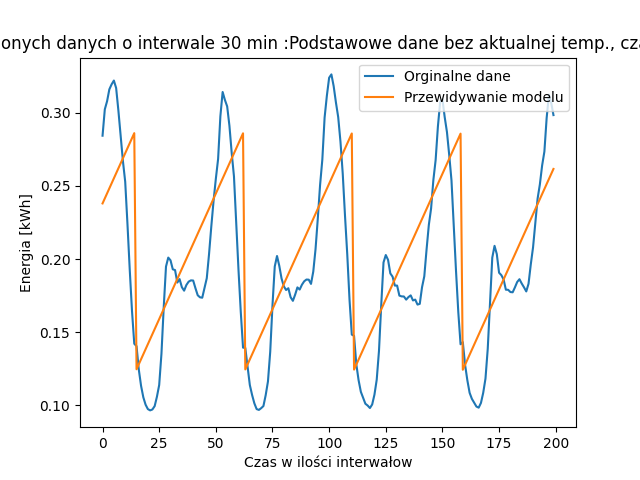 onych danych o interwale 30 min :Podstawowe dane bez aktualnej temp., cza
Orginalne dane
Przewidywanie modelu
Energia [kWh]
0.30
0.25
0.20
0.15
0.10
0 25 50 75 100 125 150 175 200
Czas w ilości interwałow